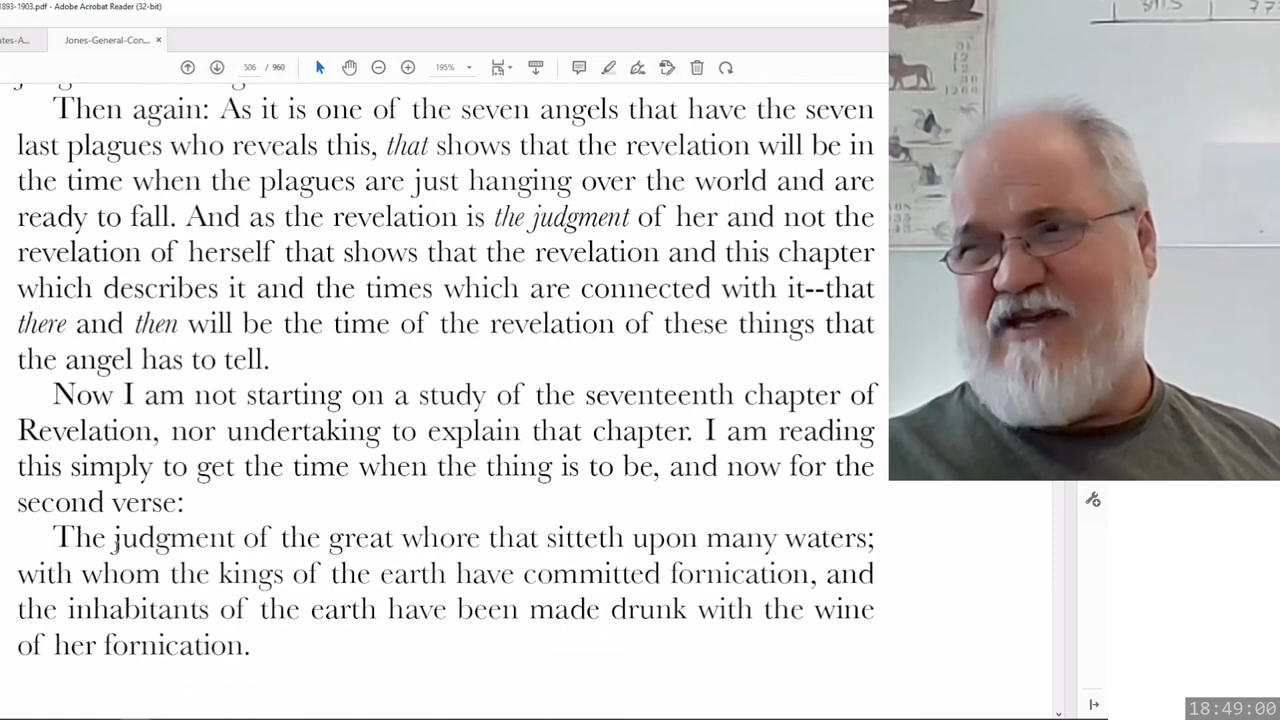 1893-1903.pdf - Adobe Acrobat Reader (32-bit)
Jones-General-Con... ×
506 / 960 195%
Then again: As it is one of the seven angels that have the seven
last plagues who reveals this, that shows that the revelation will be in
the time when the plagues are just hanging over the world and are
ready to fall. And as the revelation is the judgment of her and not the
revelation of herself that shows that the revelation and this chapter
which describes it and the times which are connected with it--that
there and then will be the time of the revelation of these things that
the angel has to tell.
Now I am not starting on a study of the seventeenth chapter of
Revelation, nor undertaking to explain that chapter. I am reading
this simply to get the time when the thing is to be, and now for the
second verse:
The judgment of the great whore that sitteth upon many waters;
with whom the kings of the earth have committed fornication, and
the inhabitants of the earth have been made drunk with the wine
of her fornication.
18:49:00